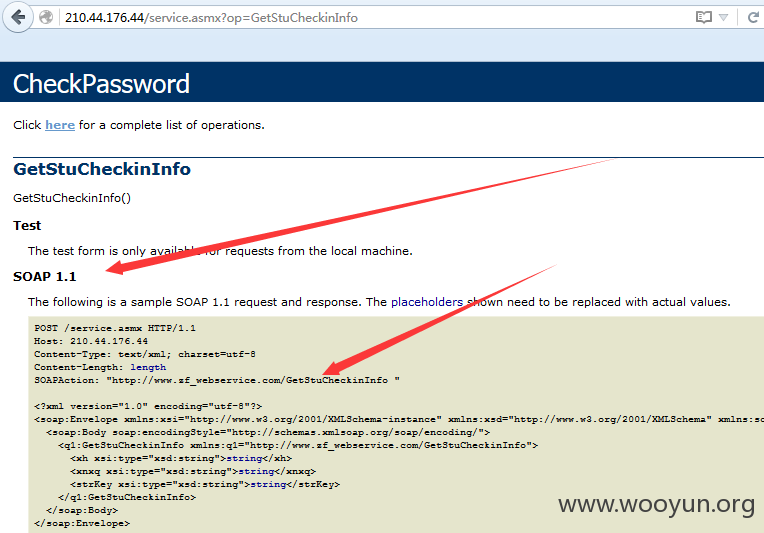 210.44.176.44/service.asmx?op=GetStuCheckinInfo
CheckPassword
Click here for a complete list of operations.
GetStuCheckinInfo
GetStuCheckinInfo()
Test
The test form is only available for requests from the local machine.
SOAP 1.1
The following is a sample SOAP 1.1 request and response. The placeholders shown need to be replaced with actual values.
POST /service.asmx HTTP/1.1
Host: 210.44.176.44
Content-Type: text/xml; charset=utf-8
Content-Length: length
SOAPAction: "http://www.zf_webservice.com/GetStuCheckinInfo "
<?xml version="1.0" encoding="utf-8"?>
<soap:Envelope xmlns:xsi="http://www.w3.org/2001/XMLSchema-instance" xmlns:xsd="http://www.w3.org/2001/XMLSchema" xmlns:so
<soap:Body soap:encodingStyle="http://schemas.xmlsoap.org/soap/encoding/">
<q1:GetStuCheckinInfo xmlns:q1="http://www.zf_webservice.com/GetStuCheckinInfo">
<xh xsi:type="xsd:string">string</xh>
<xnxq xsi:type="xsd:string">string</xnxq>
<strKey xsi:type="xsd:string">string</strKey>
</q1:GetStuCheckinInfo>
</soap:Body>
</soap:Envelope>
www.wooyun.org